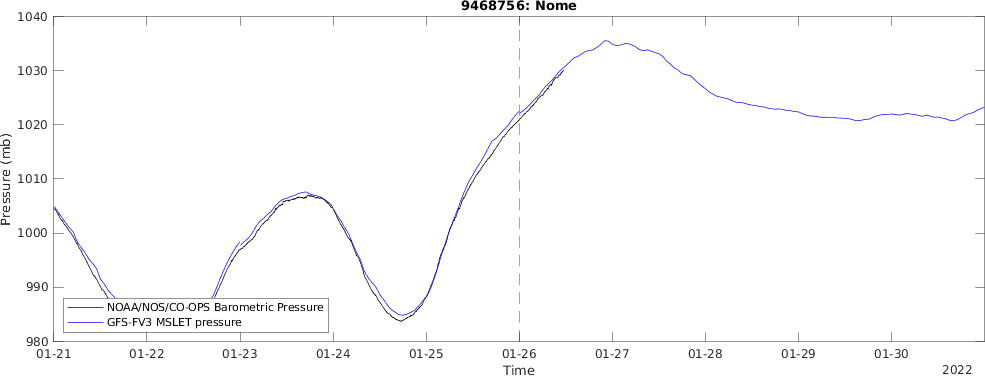 9468756: Nome
1040
1030
1020
1010
1000
990
980
Pressure (mb)
NOAA/NOS/CO-OPS Barometric Pressure
GFS-FV3 MSLET pressure
01-21 01-22 01-23 01-24 01-25 01-26 01-27 01-28 01-29 01-30
Time
2022